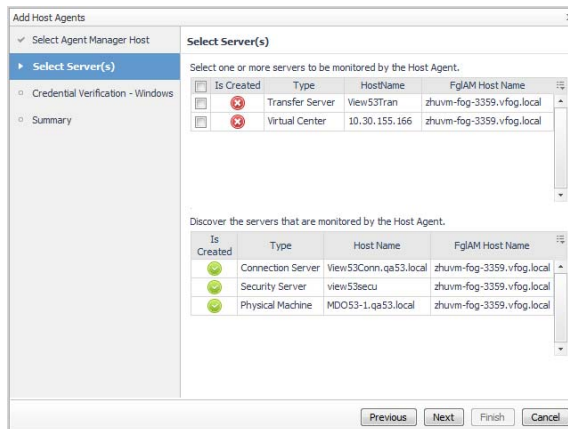 Add Host Agents
Select Agent Manager Host
Select Server(s)
Credential Verification - Windows
Summary
Select Server(s)
Select one or more servers to be monitored by the Host Agent.
Is Created Type HostName FglAM Host Name
Transfer Server View53Tran zhuvm-fog-3359.vfog.local
Virtual Center 10.30.155.166 zhuvm-fog-3359.vfog.local
Discover the servers that are monitored by the Host Agent.
Is Created Type Host Name FglAM Host Name
Connection Server View53Conn.qa53.local zhuvm-fog-3359.vfog.local
Security Server view53secu zhuvm-fog-3359.vfog.local
Physical Machine MDO53-1.qa53.local zhuvm-fog-3359.vfog.local
Previous Next Finish Cancel